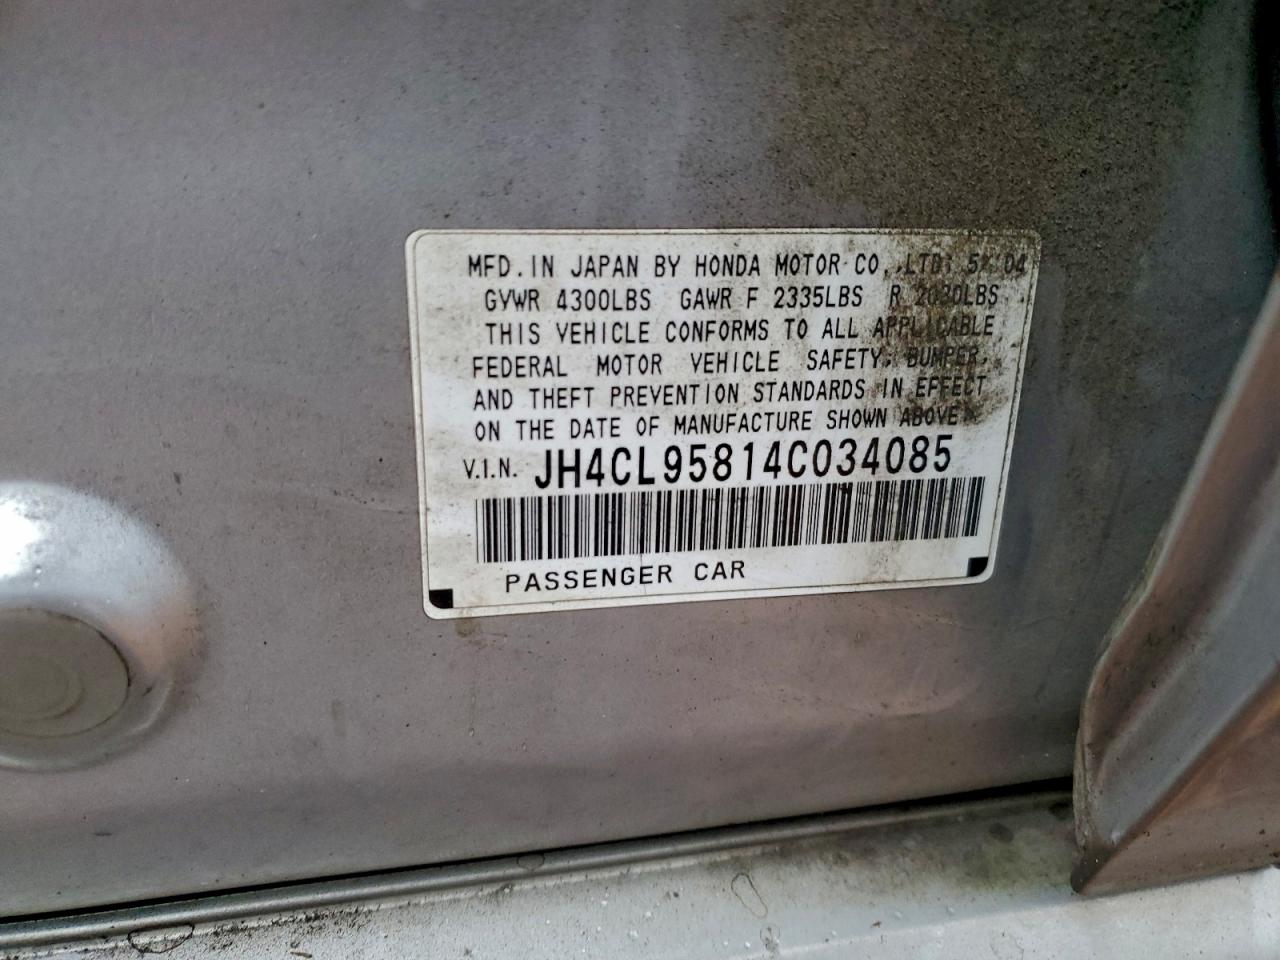 MFD. IN JAPAN BY HONDA MOTOR CO., LTD. 5/04
GVWR 4300LBS GAWR F 2335LBS R 2030LBS
THIS VEHICLE CONFORMS TO ALL APPLICABLE
FEDERAL MOTOR VEHICLE SAFETY, BUMPER,
AND THEFT PREVENTION STANDARDS IN EFFECT
ON THE DATE OF MANUFACTURE SHOWN ABOVE.
V.I.N. JH4CL95814C034085
PASSENGER CAR